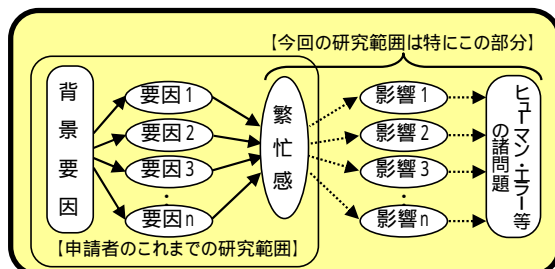 【今回の研究範囲は特にこの部分】
背景要因
要因1
要因2
要因3
・
要因n
繁忙感
影響1
影響2
影響3
・
影響n
ヒューマン・エラー等
の諸問題
【申請者のこれまでの研究範囲】